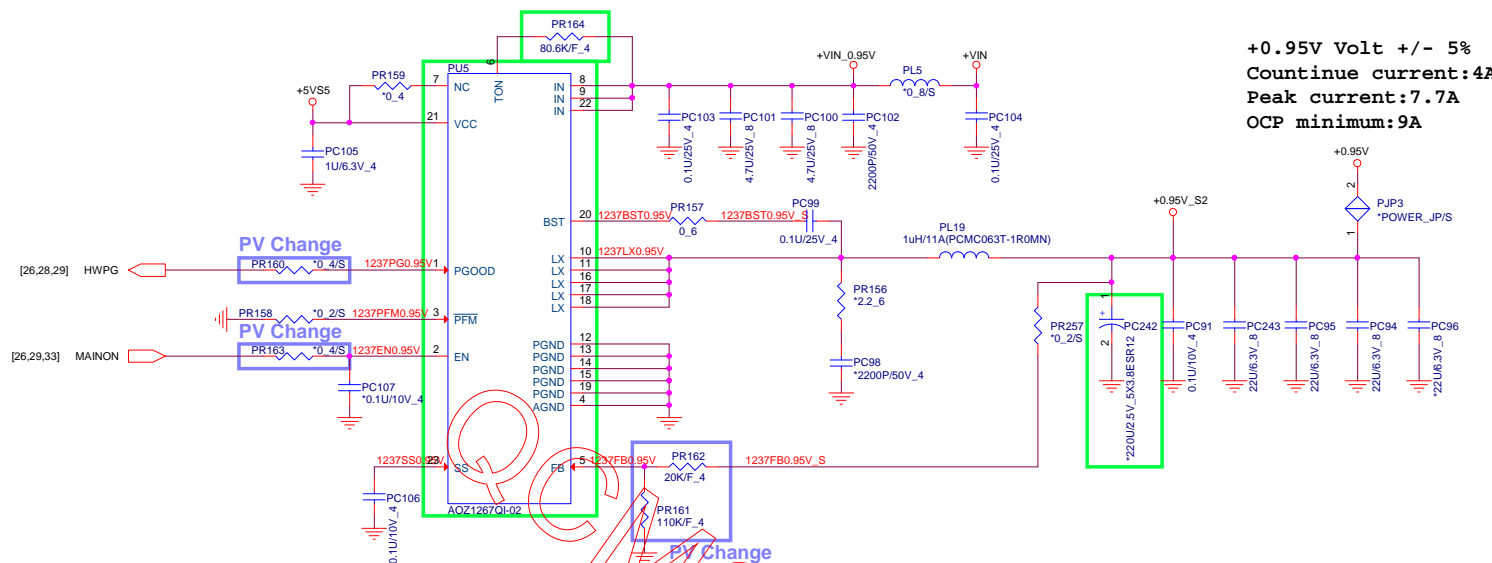 +0.95V Volt +/- 5%
Countinue current:4A
Peak current:7.7A
OCP minimum:9A
PR164
80.6K/F_4
+5VS5
PR159
*0_4
PC105
1U/6.3V_4
PU5
6
TON
7
NC
21
VCC
IN
8
IN
9
IN
22
+VIN_0.95V
PL5
*0_8/S
+VIN
PC103
0.1U/25V_4
PC101
4.7U/25V_8
PC100
4.7U/25V_8
PC102
2200P/50V_4
PC104
0.1U/25V_4
BST
20
1237BST0.95V
PR157
0_6
1237BST0.95V_S
PC99
0.1U/25V_4
LX
10
1237LX0.95V
LX
11
LX
16
LX
17
LX
18
PL19
1uH/11A(PCMC063T-1R0MN)
+0.95V_S2
+0.95V
2
PJP3
*POWER_JP/S
1
PV Change
[26,28,29]
HWPG
PR160
*0_4/S
1237PG0.95V
1
PGOOD
PR158
*0_2/S
1237PFM0.95V
3
PFM
PV Change
[26,29,33]
MAINON
PR163
*0_4/S
1237EN0.95V
2
EN
PC107
*0.1U/10V_4
PGND
12
PGND
13
PGND
14
PGND
15
PGND
19
AGND
4
PR156
*2.2_6
PC98
*2200P/50V_4
PR257
*0_2/S
1
+
PC242
2
*220U/2.5V_5X3.8ESR12
PC91
0.1U/10V_4
PC243
22U/6.3V_8
PC95
22U/6.3V_8
PC94
22U/6.3V_8
PC96
*22U/6.3V_8
1237SS0.95V
23
SS
PC106
0.1U/10V_4
FB
5
1237FB0.95V
PR162
20K/F_4
1237FB0.95V_S
PR161
110K/F_4
AOZ1267QI-02
PV Change